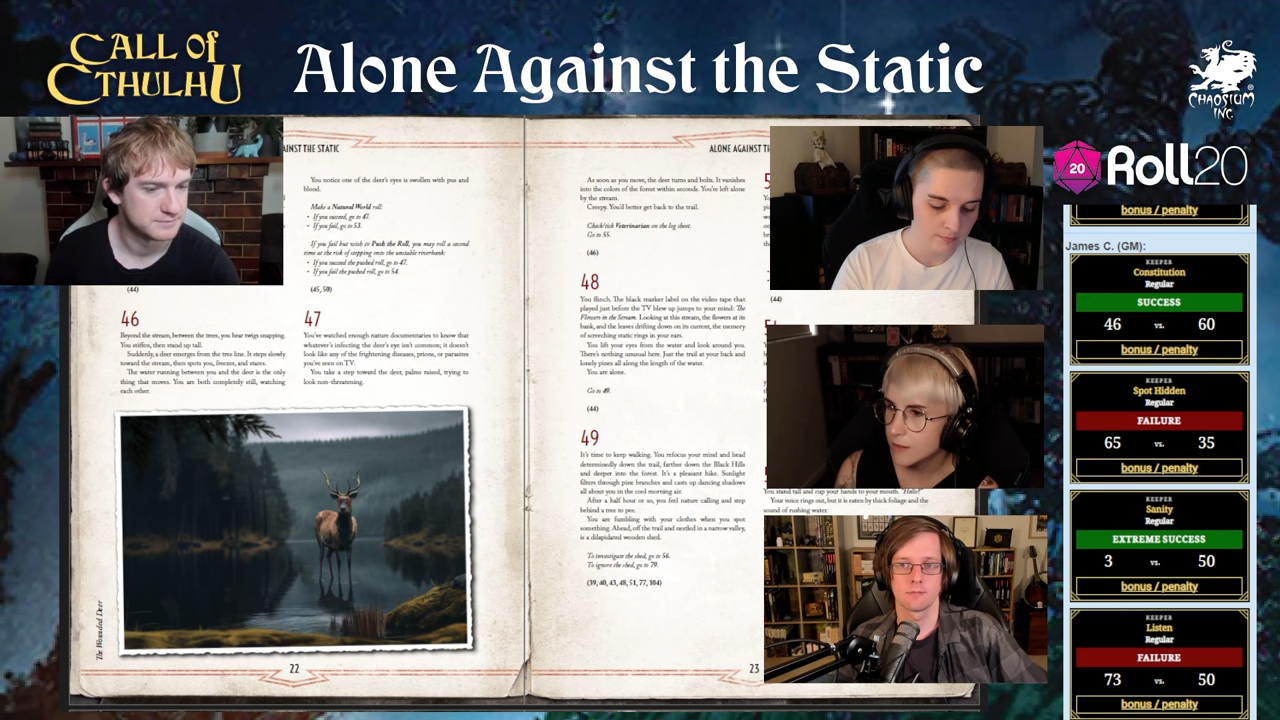 CALL of
CTHULHU
Alone Against the Static
CHAOSIUM
INC
Roll20
20
AINST THE STATIC
You notice one of the deer's eye is swollen with pus and
blood.
Make a Natural World roll:
• If you succeed, go to 47.
• If you fail, go to 53.
If you fail but wish to Push the Roll, you may roll a second
time at the risk of stepping onto the unstable riverbank:
• If you succeed the pushed roll, go to 47.
• If you fail the pushed roll, go to 54.
(44)
(45, 50)
46
Beyond the stream, between the trees, you hear twigs snapping.
You stiffen, then stand up tall.
Suddenly, a deer emerges from the tree line. It steps slowly
toward the stream, then spots you, freezes, and stares.
The water running between you and the deer is the only
thing that moves. You are both completely still, watching
each other.
47
You've watched enough nature documentaries to know that
whatever's infecting the deer's eye isn't common; it doesn't
look like any of the frightening diseases, prions, or parasites
you've seen on TV.
You take a step toward the deer, palms raised, trying to
look non-threatening.
The Wounded Deer
22
ALONE AGAINST TH
As soon as you move, the deer turns and bolts. It vanishes
into the colors of the forest within seconds. You're left alone
by the stream.
Creepy. You'd better get back to the trail.
Check/tick Veterinarian on the log sheet.
Go to 55.
(46)
48
You flinch. The black marker label on the video tape that
played just before the TV blew up jumps to your mind: The
Flowers in the Stream. Looking at this stream, the flowers at its
bank, and the leaves drifting down on its current, the memory
of screeching static rings in your ears.
You lift your eyes from the water and look around you.
There's nothing unusual here. Just the trail at your back and
lonely pines all along the length of the water.
You are alone.
Go to 49.
(44)
49
It's time to keep walking. You refocus your mind and head
determinedly down the trail, farther down the Black Hills
and deeper into the forest. It's a pleasant hike. Sunlight
filters through pine branches and casts up dancing shadows
all about you in the cool morning air.
After a half hour or so, you feel nature calling and step
behind a tree to pee.
You are fumbling with your clothes when you spot
something. Ahead, off the trail and nestled in a narrow valley,
is a dilapidated wooden shed.
To investigate the shed, go to 56.
To ignore the shed, go to 79.
(39, 40, 43, 48, 51, 77, 104)
(44)
You stand tall and cup your hands to your mouth. "Hello?"
Your voice rings out, but it is eaten by thick foliage and the
sound of rushing water.
23
bonus / penalty
James C. (GM):
KEEPER
Constitution
Regular
SUCCESS
46 vs. 60
bonus / penalty
KEEPER
Spot Hidden
Regular
FAILURE
65 vs. 35
bonus / penalty
KEEPER
Sanity
Regular
EXTREME SUCCESS
3 vs. 50
bonus / penalty
KEEPER
Listen
Regular
FAILURE
73 vs. 50
bonus / penalty